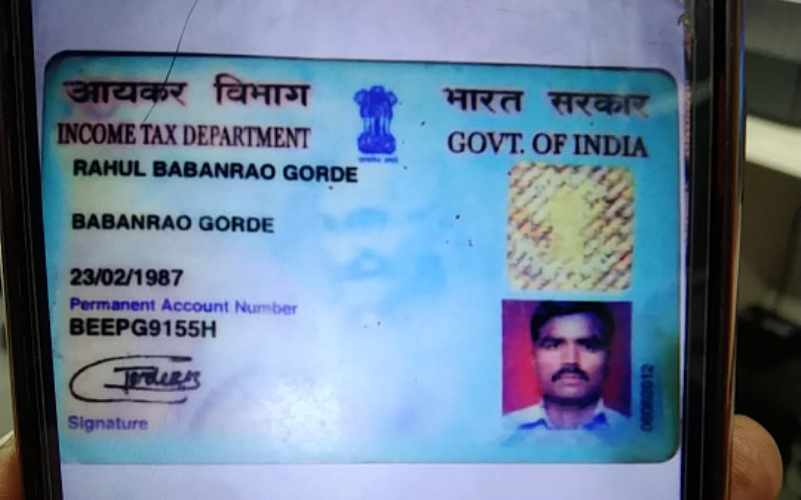 आयकर विभाग
भारत सरकार
INCOME TAX DEPARTMENT
GOVT. OF INDIA
RAHUL BABANRAO GORDE
BABANRAO GORDE
23/02/1987
Permanent Account Number
BEEPG9155H
Signature